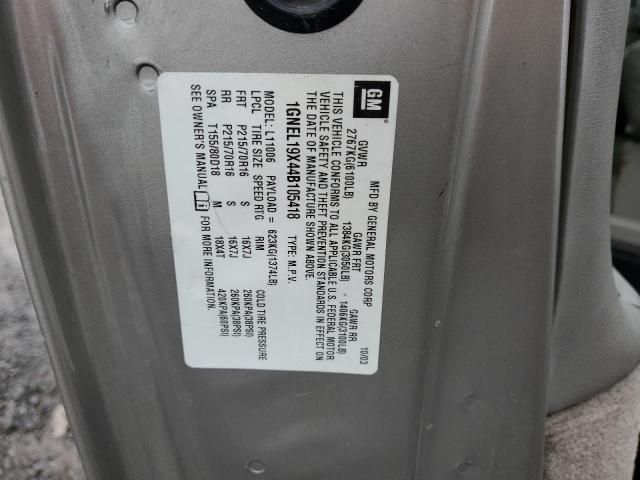 GM
MFD BY GENERAL MOTORS CORP 10/03
GVWR GAWR FRT GAWR RR
2767KG(6100LB) 1384KG(3050LB) - 1406KG(3100LB)
THIS VEHICLE CONFORMS TO ALL APPLICABLE U.S. FEDERAL MOTOR
VEHICLE SAFETY AND THEFT PREVENTION STANDARDS IN EFFECT ON
THE DATE OF MANUFACTURE SHOWN ABOVE.
1GNEL19X44B105418 TYPE: M.P.V.
MODEL: L11006 PAYLOAD = 623KG(1374LB)
LPCL TIRE SIZE SPEED RTG RIM COLD TIRE PRESSURE
FRT P215/70R16 S 16X7J 260KPA(38PSI)
RR P215/70R16 S 16X7J 260KPA(38PSI)
SPA T155/80D18 M 18X4T 420KPA(60PSI)
SEE OWNER'S MANUAL FOR MORE INFORMATION.